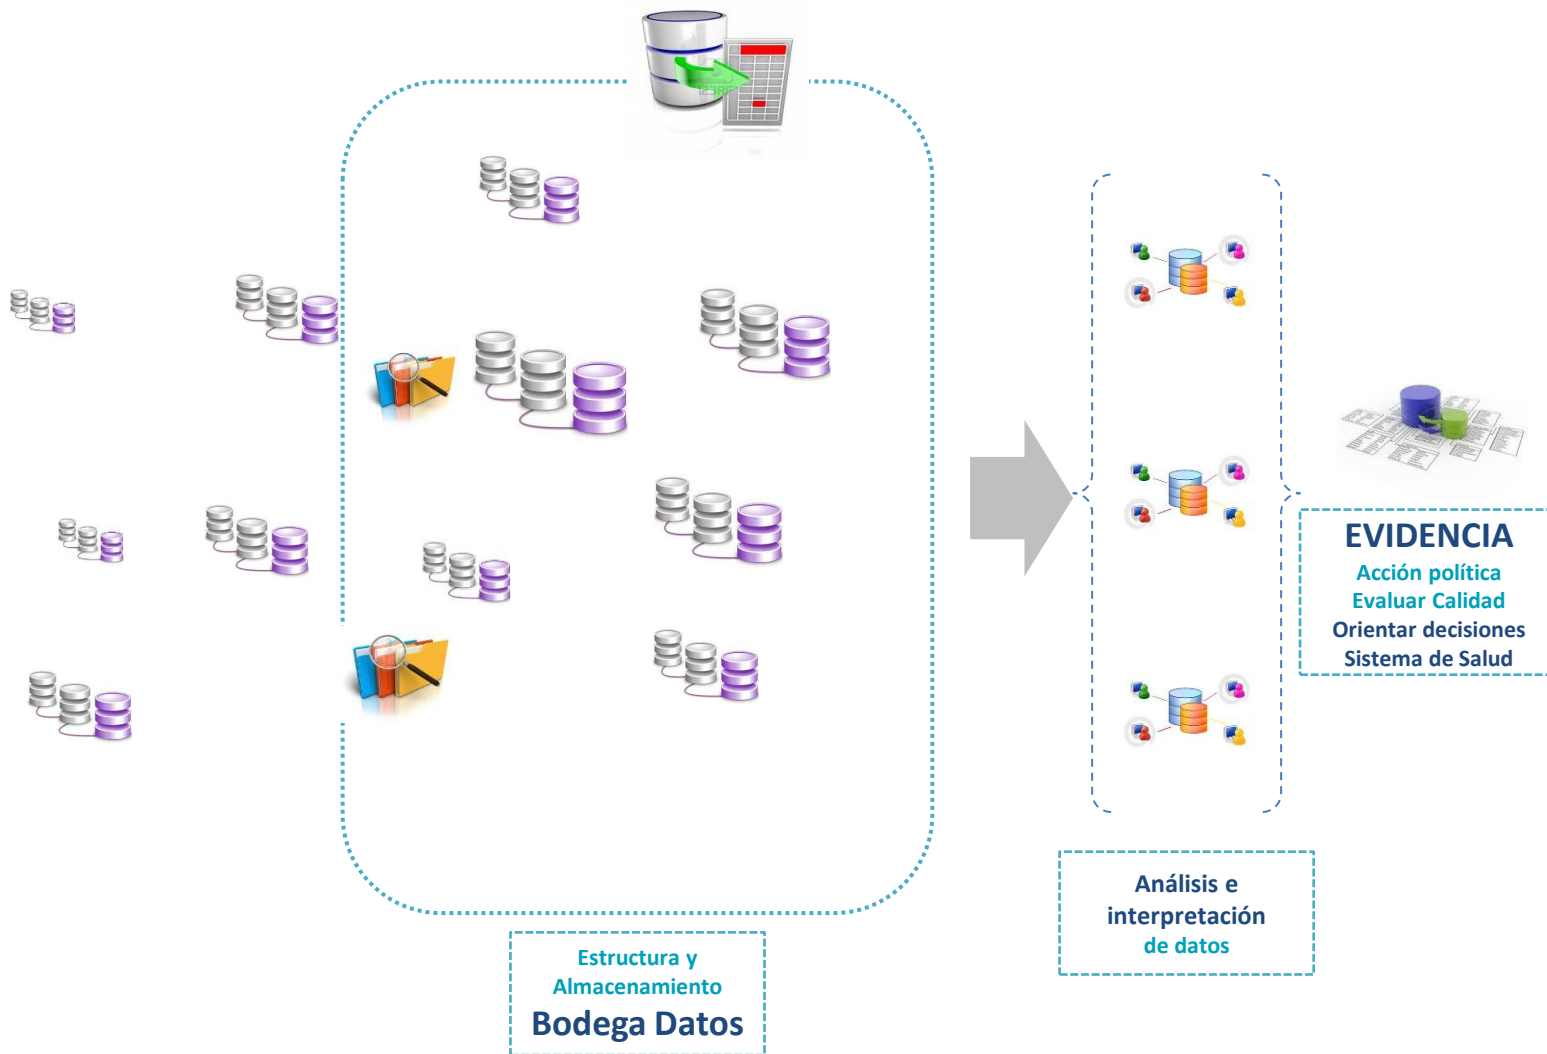 EVIDENCIA
Acción política
Evaluar Calidad
Orientar decisiones
Sistema de Salud
Análisis e
interpretación
de datos
Estructura y
Almacenamiento
Bodega Datos